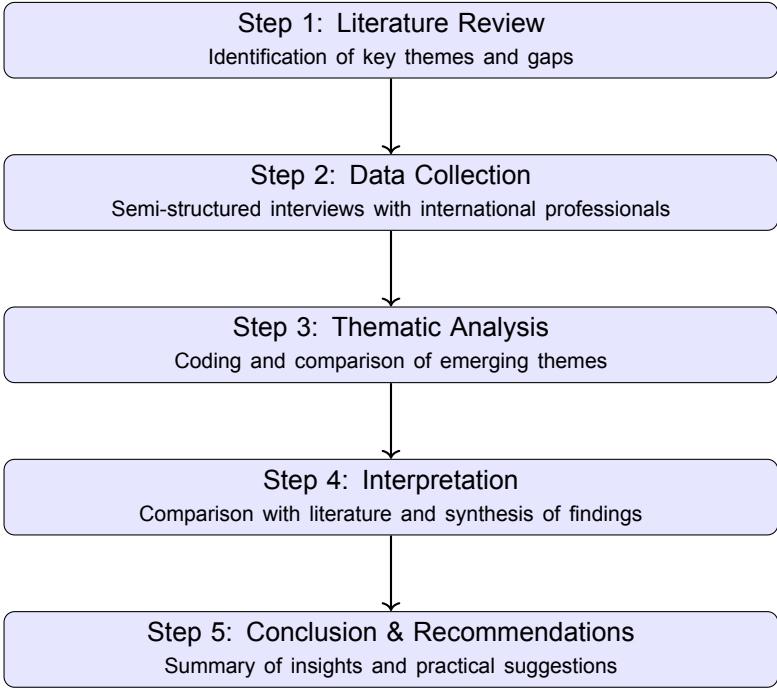 Step 1: Literature Review
Identification of key themes and gaps
Step 2: Data Collection
Semi-structured interviews with international professionals
Step 3: Thematic Analysis
Coding and comparison of emerging themes
Step 4: Interpretation
Comparison with literature and synthesis of findings
Step 5: Conclusion & Recommendations
Summary of insights and practical suggestions